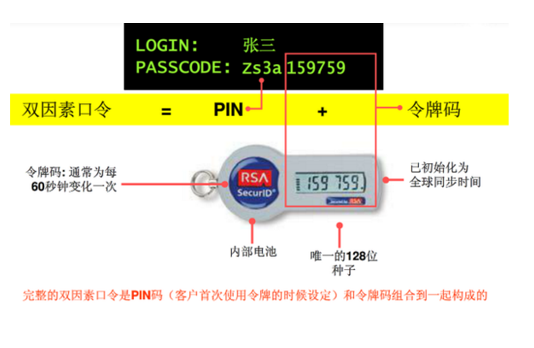 LOGIN: 张三
PASSCODE: Zs3a 159759
双因素口令 = PIN + 令牌码
令牌码: 通常为每
60秒钟变化一次
RSA
SecurID®
159 759
RSA
已初始化为
全球同步时间
内部电池
唯一的128位
种子
完整的双因素口令是PIN码（客户首次使用令牌的时候设定）和令牌码组合到一起构成的